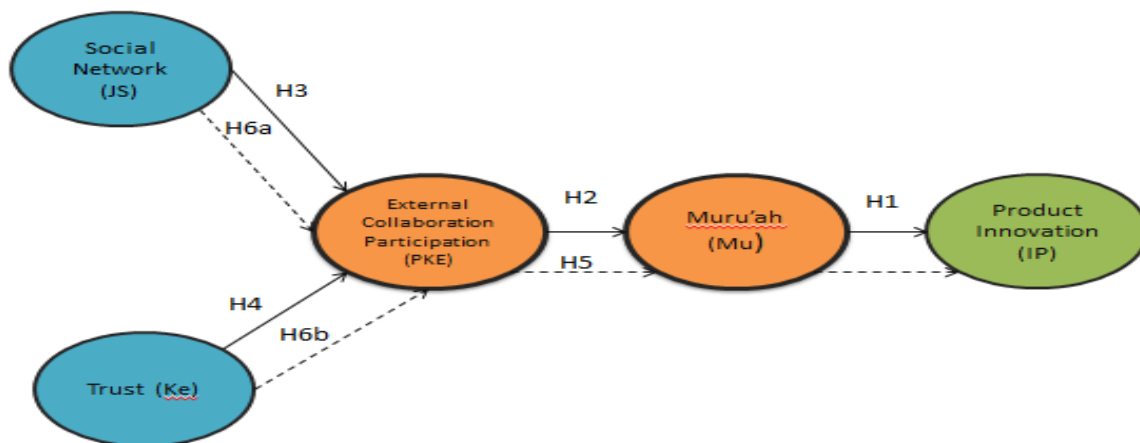 Social
Network
(JS)
H3
H6a
External
Collaboration
Participation
(PKE)
H2
H5
Muru'ah
(Mu)
H1
Product
Innovation
(IP)
H4
H6b
Trust (Ke)